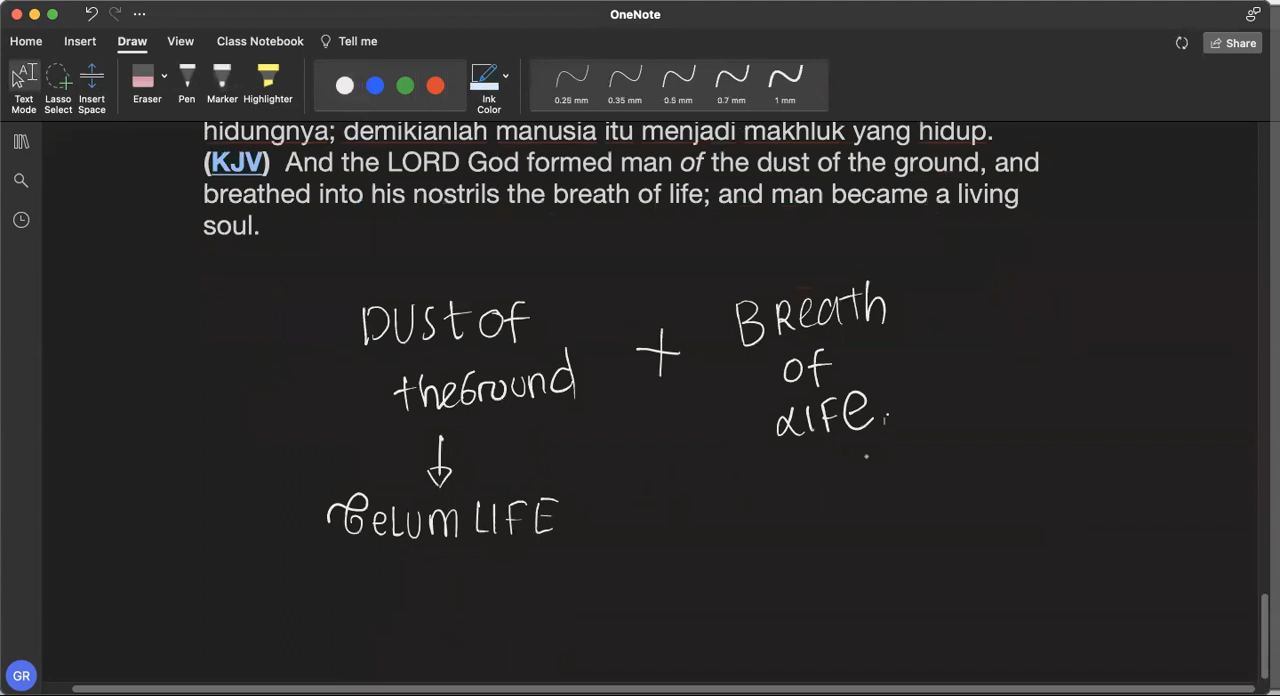 OneNote
Home Insert Draw View Class Notebook Tell me
Share
Text Mode
Lasso Select
Insert Space
Eraser
Pen
Marker
Highlighter
Ink Color
0.25 mm 0.35 mm 0.5 mm 0.7 mm 1 mm
hidungnya; demikianlah manusia itu menjadi makhluk yang hidup.
(KJV) And the LORD God formed man of the dust of the ground, and
breathed into his nostrils the breath of life; and man became a living
soul.
DUST OF
the Ground
+
BReath
of
LIFe
BeLUM LIFE
GR